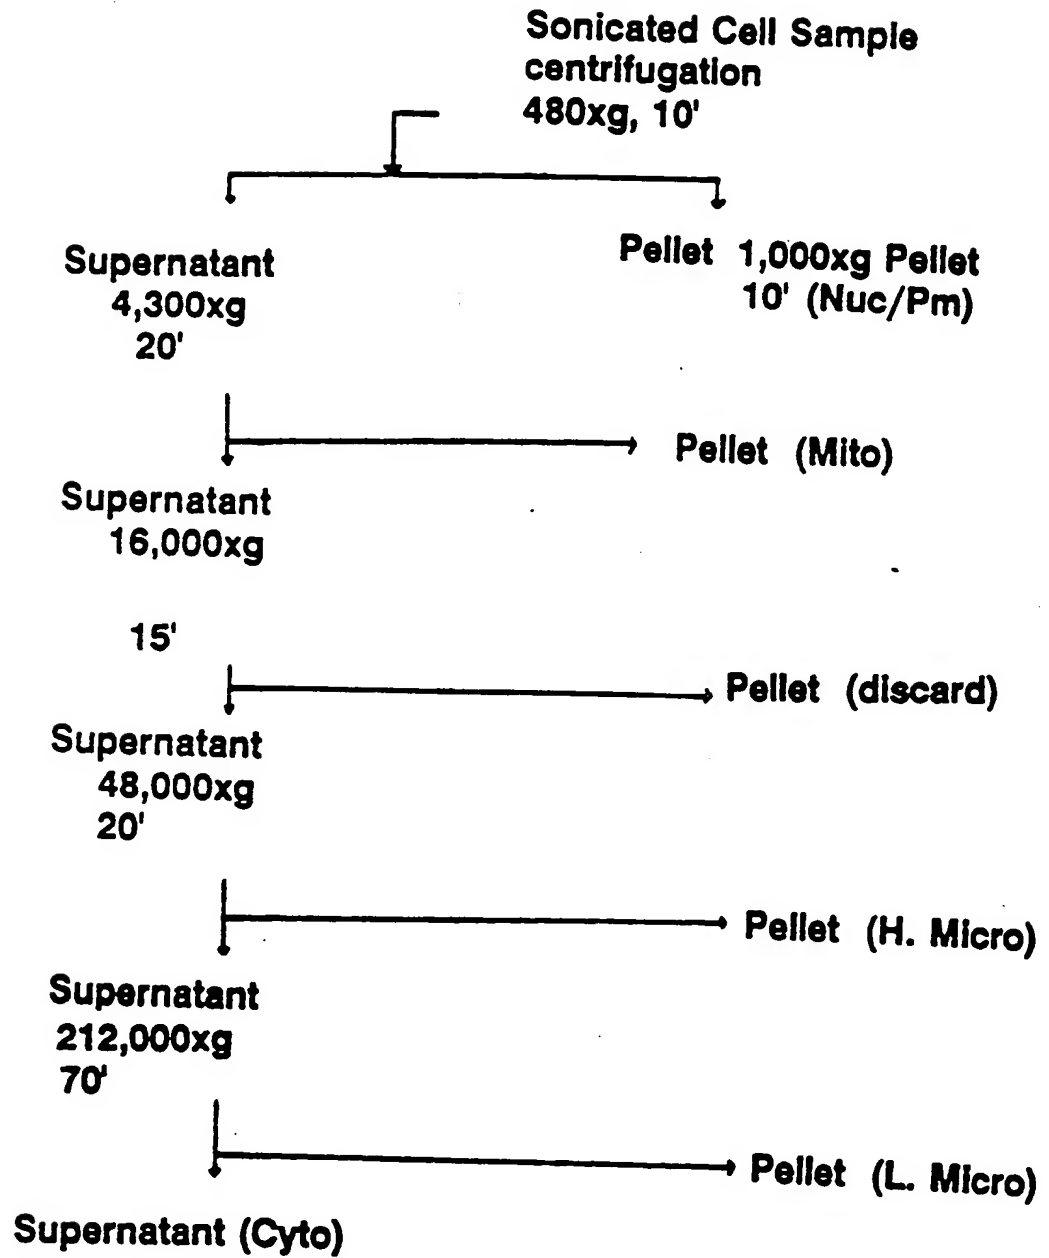 Sonicated Cell Sample
centrifugation
480xg, 10'
Supernatant
4,300xg
20'
Pellet 1,000xg Pellet
10' (Nuc/Pm)
Pellet (Mito)
Supernatant
16,000xg
15'
Pellet (discard)
Supernatant
48,000xg
20'
Pellet (H. Micro)
Supernatant
212,000xg
70'
Pellet (L. Micro)
Supernatant (Cyto)